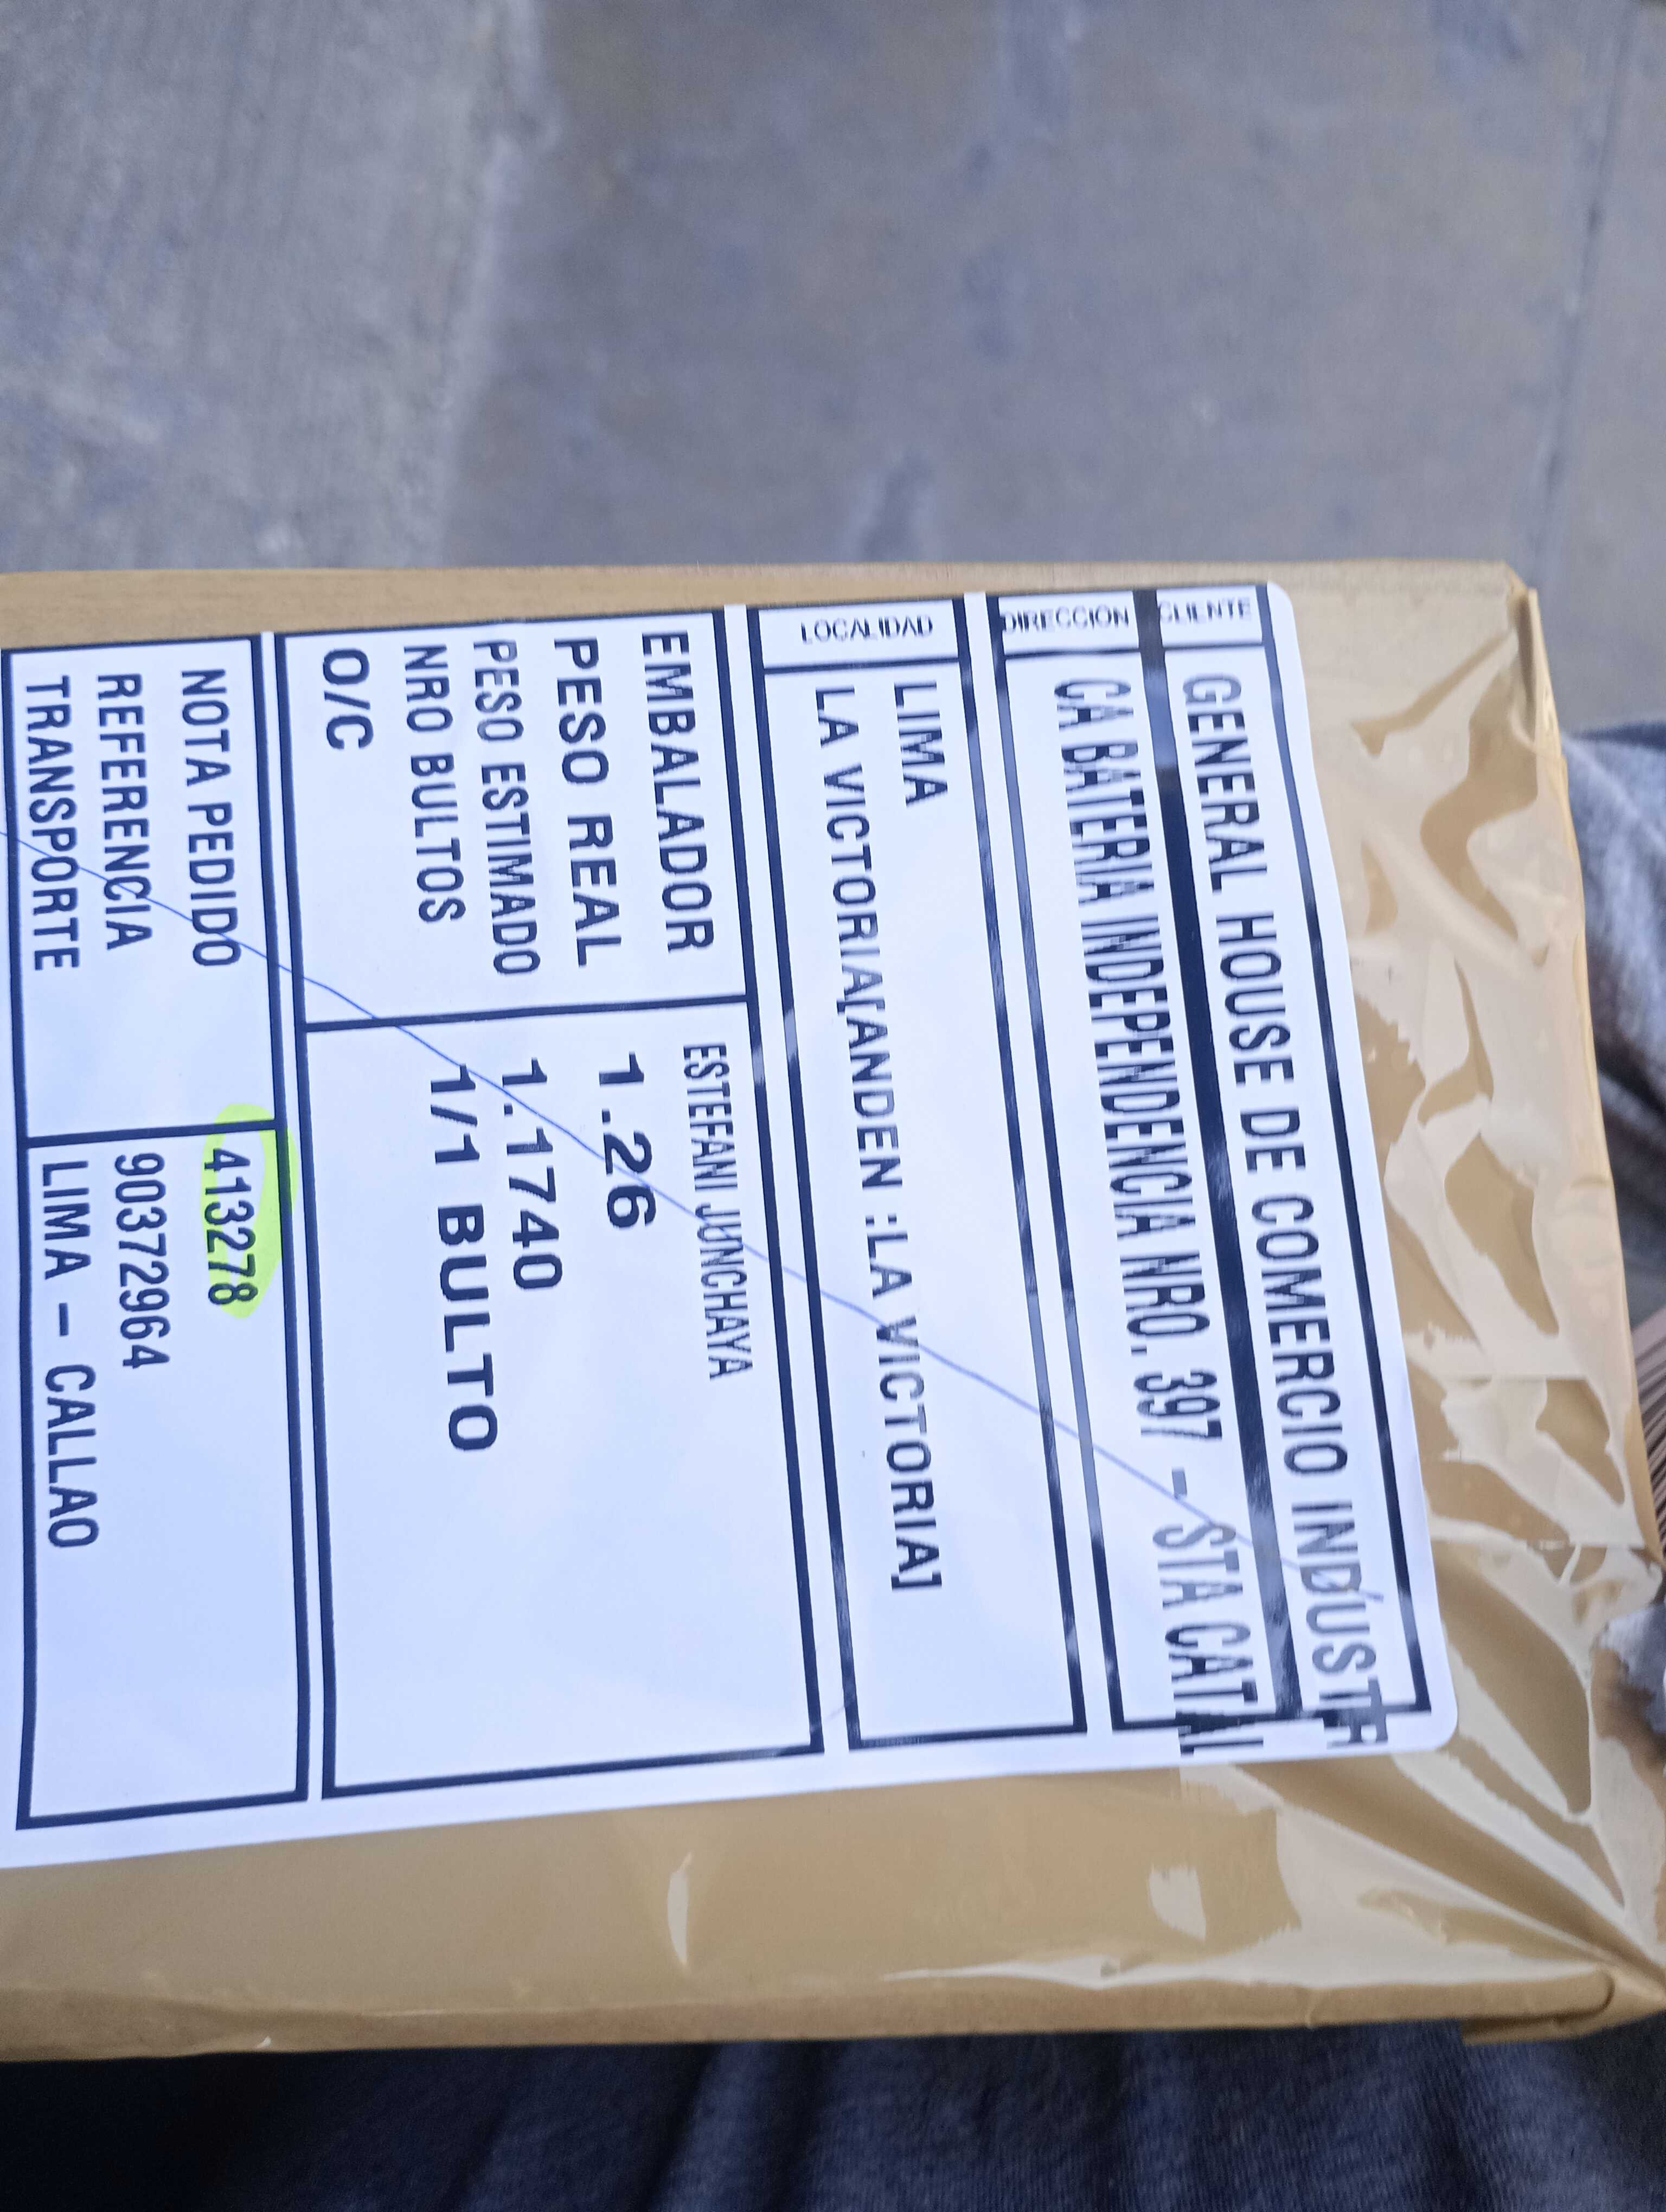 CLIENTE GENERAL HOUSE DE COMERCIO INDUSTR
DIRECCION CA BATERIA INDEPENDENCIA NRO. 397 - STA CATAL
LOCALIDAD LIMA
LA VICTORIA[ANDEN :LA VICTORIA]
EMBALADOR ESTEFANI JUNCHAYA
PESO REAL 1.26
PESO ESTIMADO 1.1740
NRO BULTOS 1/1 BULTO
O/C
NOTA PEDIDO 413278
REFERENCIA 90372964
TRANSPORTE LIMA - CALLAO